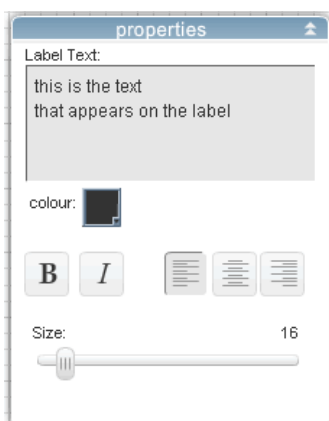 properties
Label Text:
this is the text
that appears on the label
colour:
B I
Size: 16